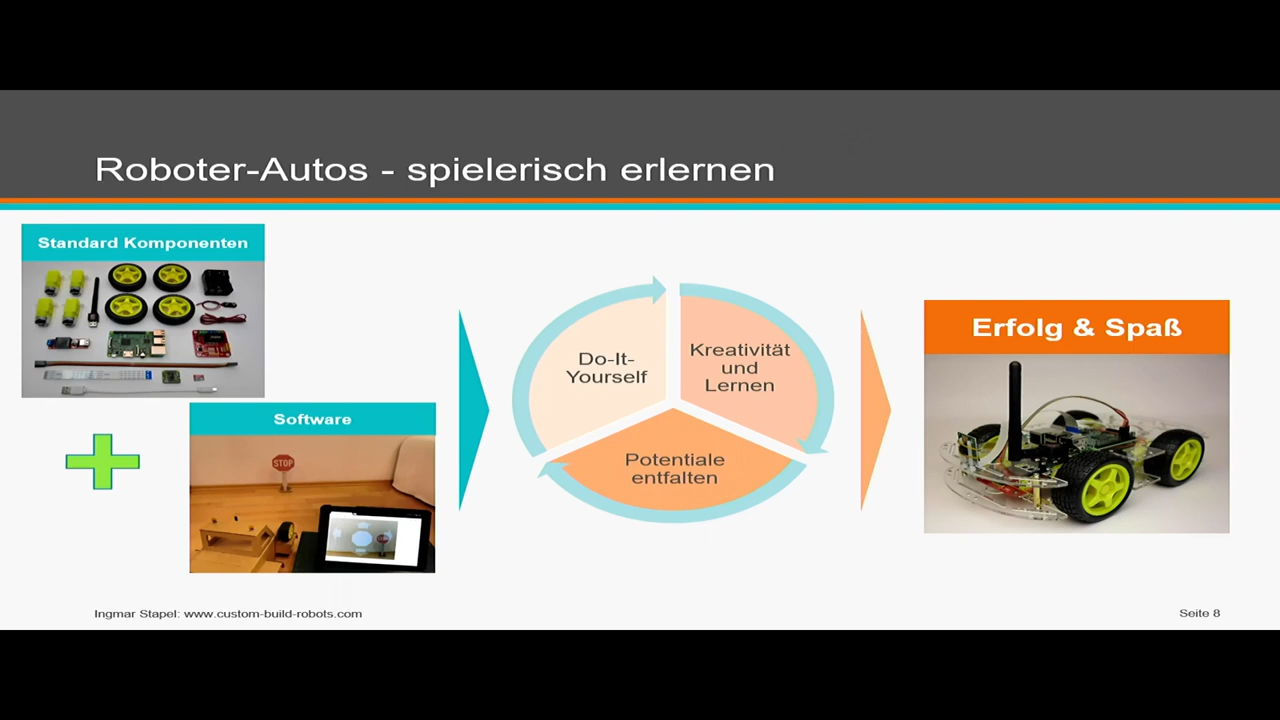 Roboter-Autos - spielerisch erlernen
Standard Komponenten
Software
STOP
Do-It-
Yourself
Kreativität
und
Lernen
Potentiale
entfalten
Erfolg & Spaß
Ingmar Stapel: www.custom-build-robots.com
Seite 8